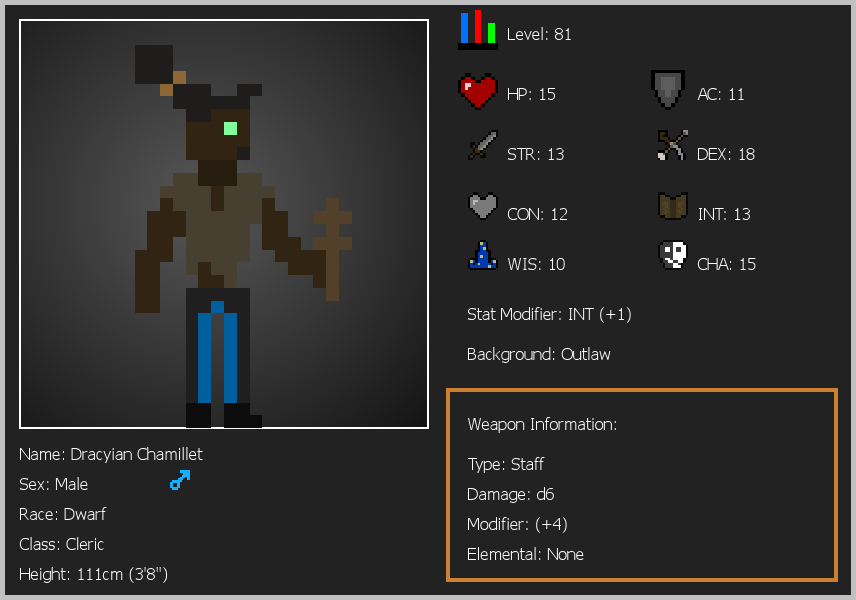 Level: 81
HP: 15
AC: 11
STR: 13
DEX: 18
CON: 12
INT: 13
WIS: 10
CHA: 15
Stat Modifier: INT (+1)
Background: Outlaw
Weapon Information:
Type: Staff
Damage: d6
Modifier: (+4)
Elemental: None
Name: Dracyian Chamillet
Sex: Male
Race: Dwarf
Class: Cleric
Height: 111cm (3'8")